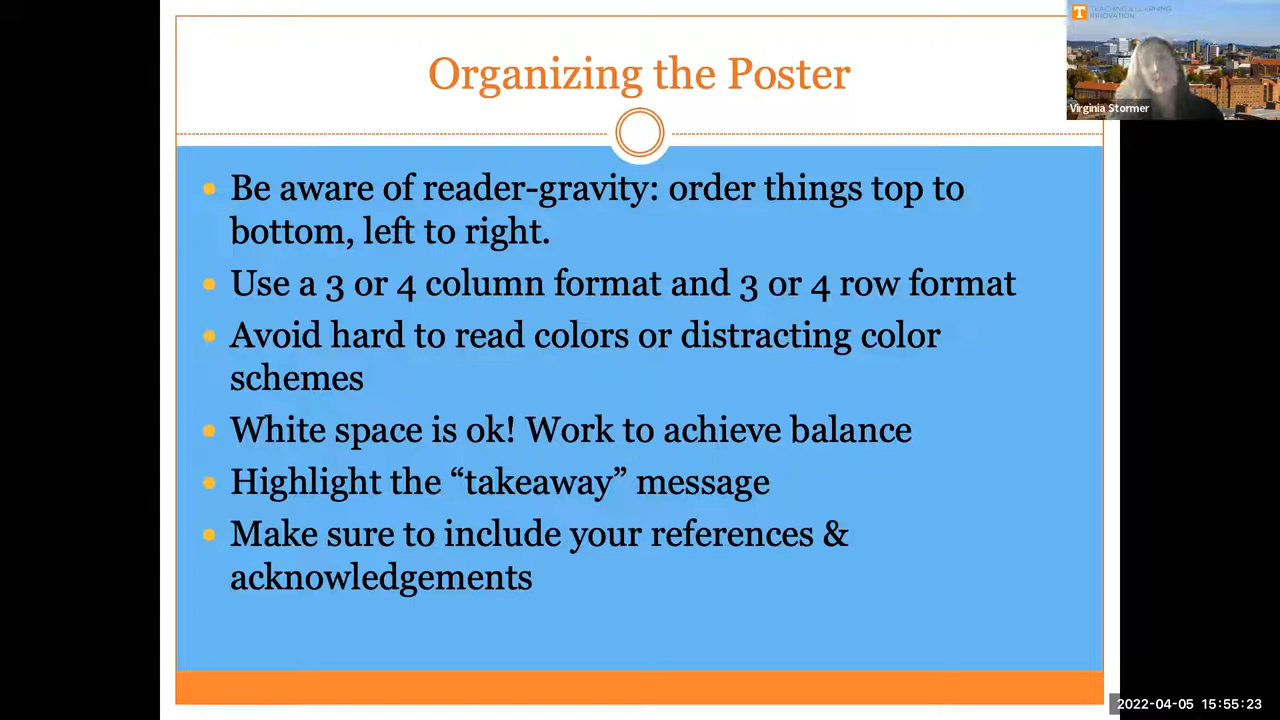 Organizing the Poster
TEACHING & LEARNING
INNOVATION
Virginia Stormer
Be aware of reader-gravity: order things top to
bottom, left to right.
Use a 3 or 4 column format and 3 or 4 row format
Avoid hard to read colors or distracting color
schemes
White space is ok! Work to achieve balance
Highlight the “takeaway” message
Make sure to include your references &
acknowledgements
2022-04-05 15:55:23